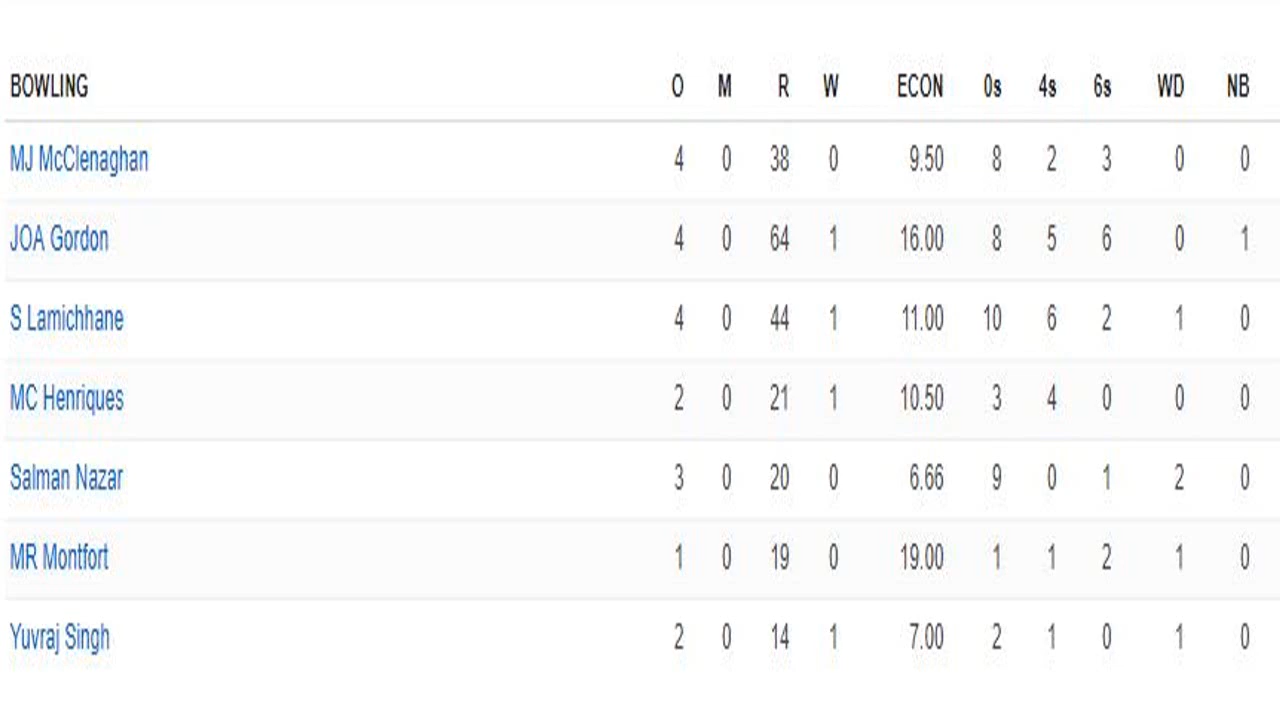 BOWLING O M R W ECON 0s 4s 6s WD NB
MJ McClenaghan 4 0 38 0 9.50 8 2 3 0 0
JOA Gordon 4 0 64 1 16.00 8 5 6 0 1
S Lamichhane 4 0 44 1 11.00 10 6 2 1 0
MC Henriques 2 0 21 1 10.50 3 4 0 0 0
Salman Nazar 3 0 20 0 6.66 9 0 1 2 0
MR Montfort 1 0 19 0 19.00 1 1 2 1 0
Yuvraj Singh 2 0 14 1 7.00 2 1 0 1 0